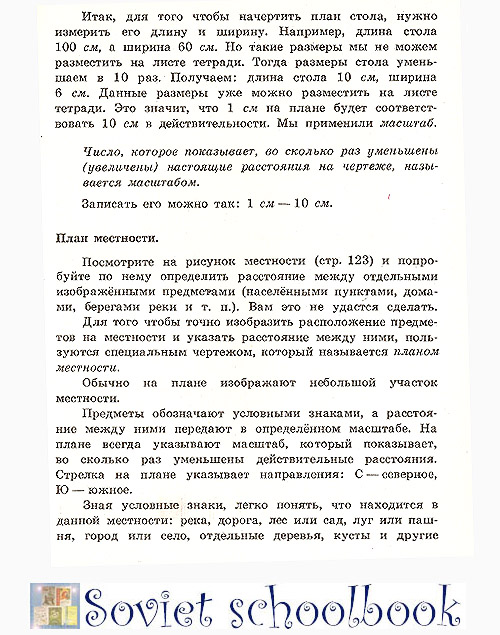 Итак, для того чтобы начертить план стола, нужно
измерить его длину и ширину. Например, длина стола
100 см, а ширина 60 см. Но такие размеры мы не можем
разместить на листе тетради. Тогда размеры стола умень-
шаем в 10 раз. Получаем: длина стола 10 см, ширина
6 см. Данные размеры уже можно разместить на листе
тетради. Это значит, что 1 см на плане будет соответст-
вовать 10 см в действительности. Мы применили масштаб.
Число, которое показывает, во сколько раз уменьшены
(увеличены) настоящие расстояния на чертеже, назы-
вается масштабом.
Записать его можно так: 1 см — 10 см.
План местности.
Посмотрите на рисунок местности (стр. 123) и попро-
буйте по нему определить расстояние между отдельными
изображёнными предметами (населёнными пунктами, дома-
ми, берегами реки и т. п.). Вам это не удастся сделать.
Для того чтобы точно изобразить расположение предме-
тов на местности и указать расстояние между ними, поль-
зуются специальным чертежом, который называется планом
местности.
Обычно на плане изображают небольшой участок
местности.
Предметы обозначают условными знаками, а расстоя-
ние между ними передают в определённом масштабе. На
плане всегда указывают масштаб, который показывает,
во сколько раз уменьшены действительные расстояния.
Стрелка на плане указывает направления: С — северное,
Ю — южное.
Зная условные знаки, легко понять, что находится в
данной местности: река, дорога, лес или сад, луг или паш-
ня, город или село, отдельные деревья, кусты и другие
Soviet schoolbook